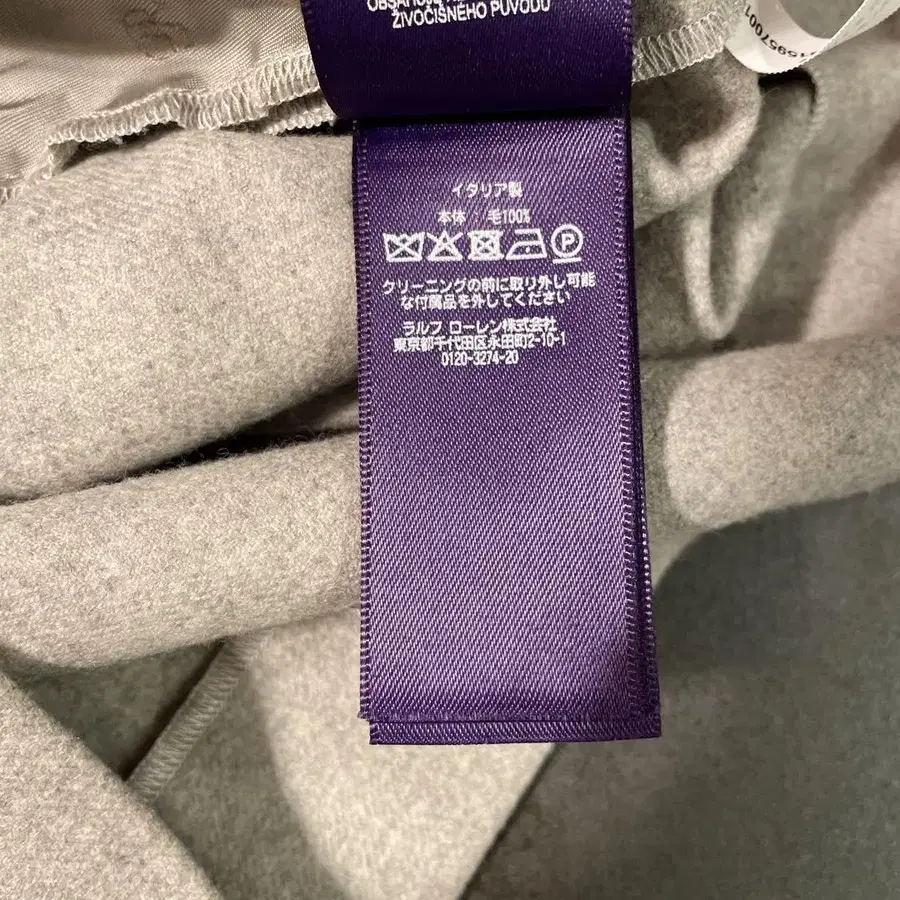 ŽIVOČIŠNÉHO PŮVODU
イタリア製
本体 : 毛100%
クリーニングの前に取り外し可能
な付属品を外してください
ラルフ ローレン株式会社
東京都千代田区永田町2-10-1
0120-3274-20